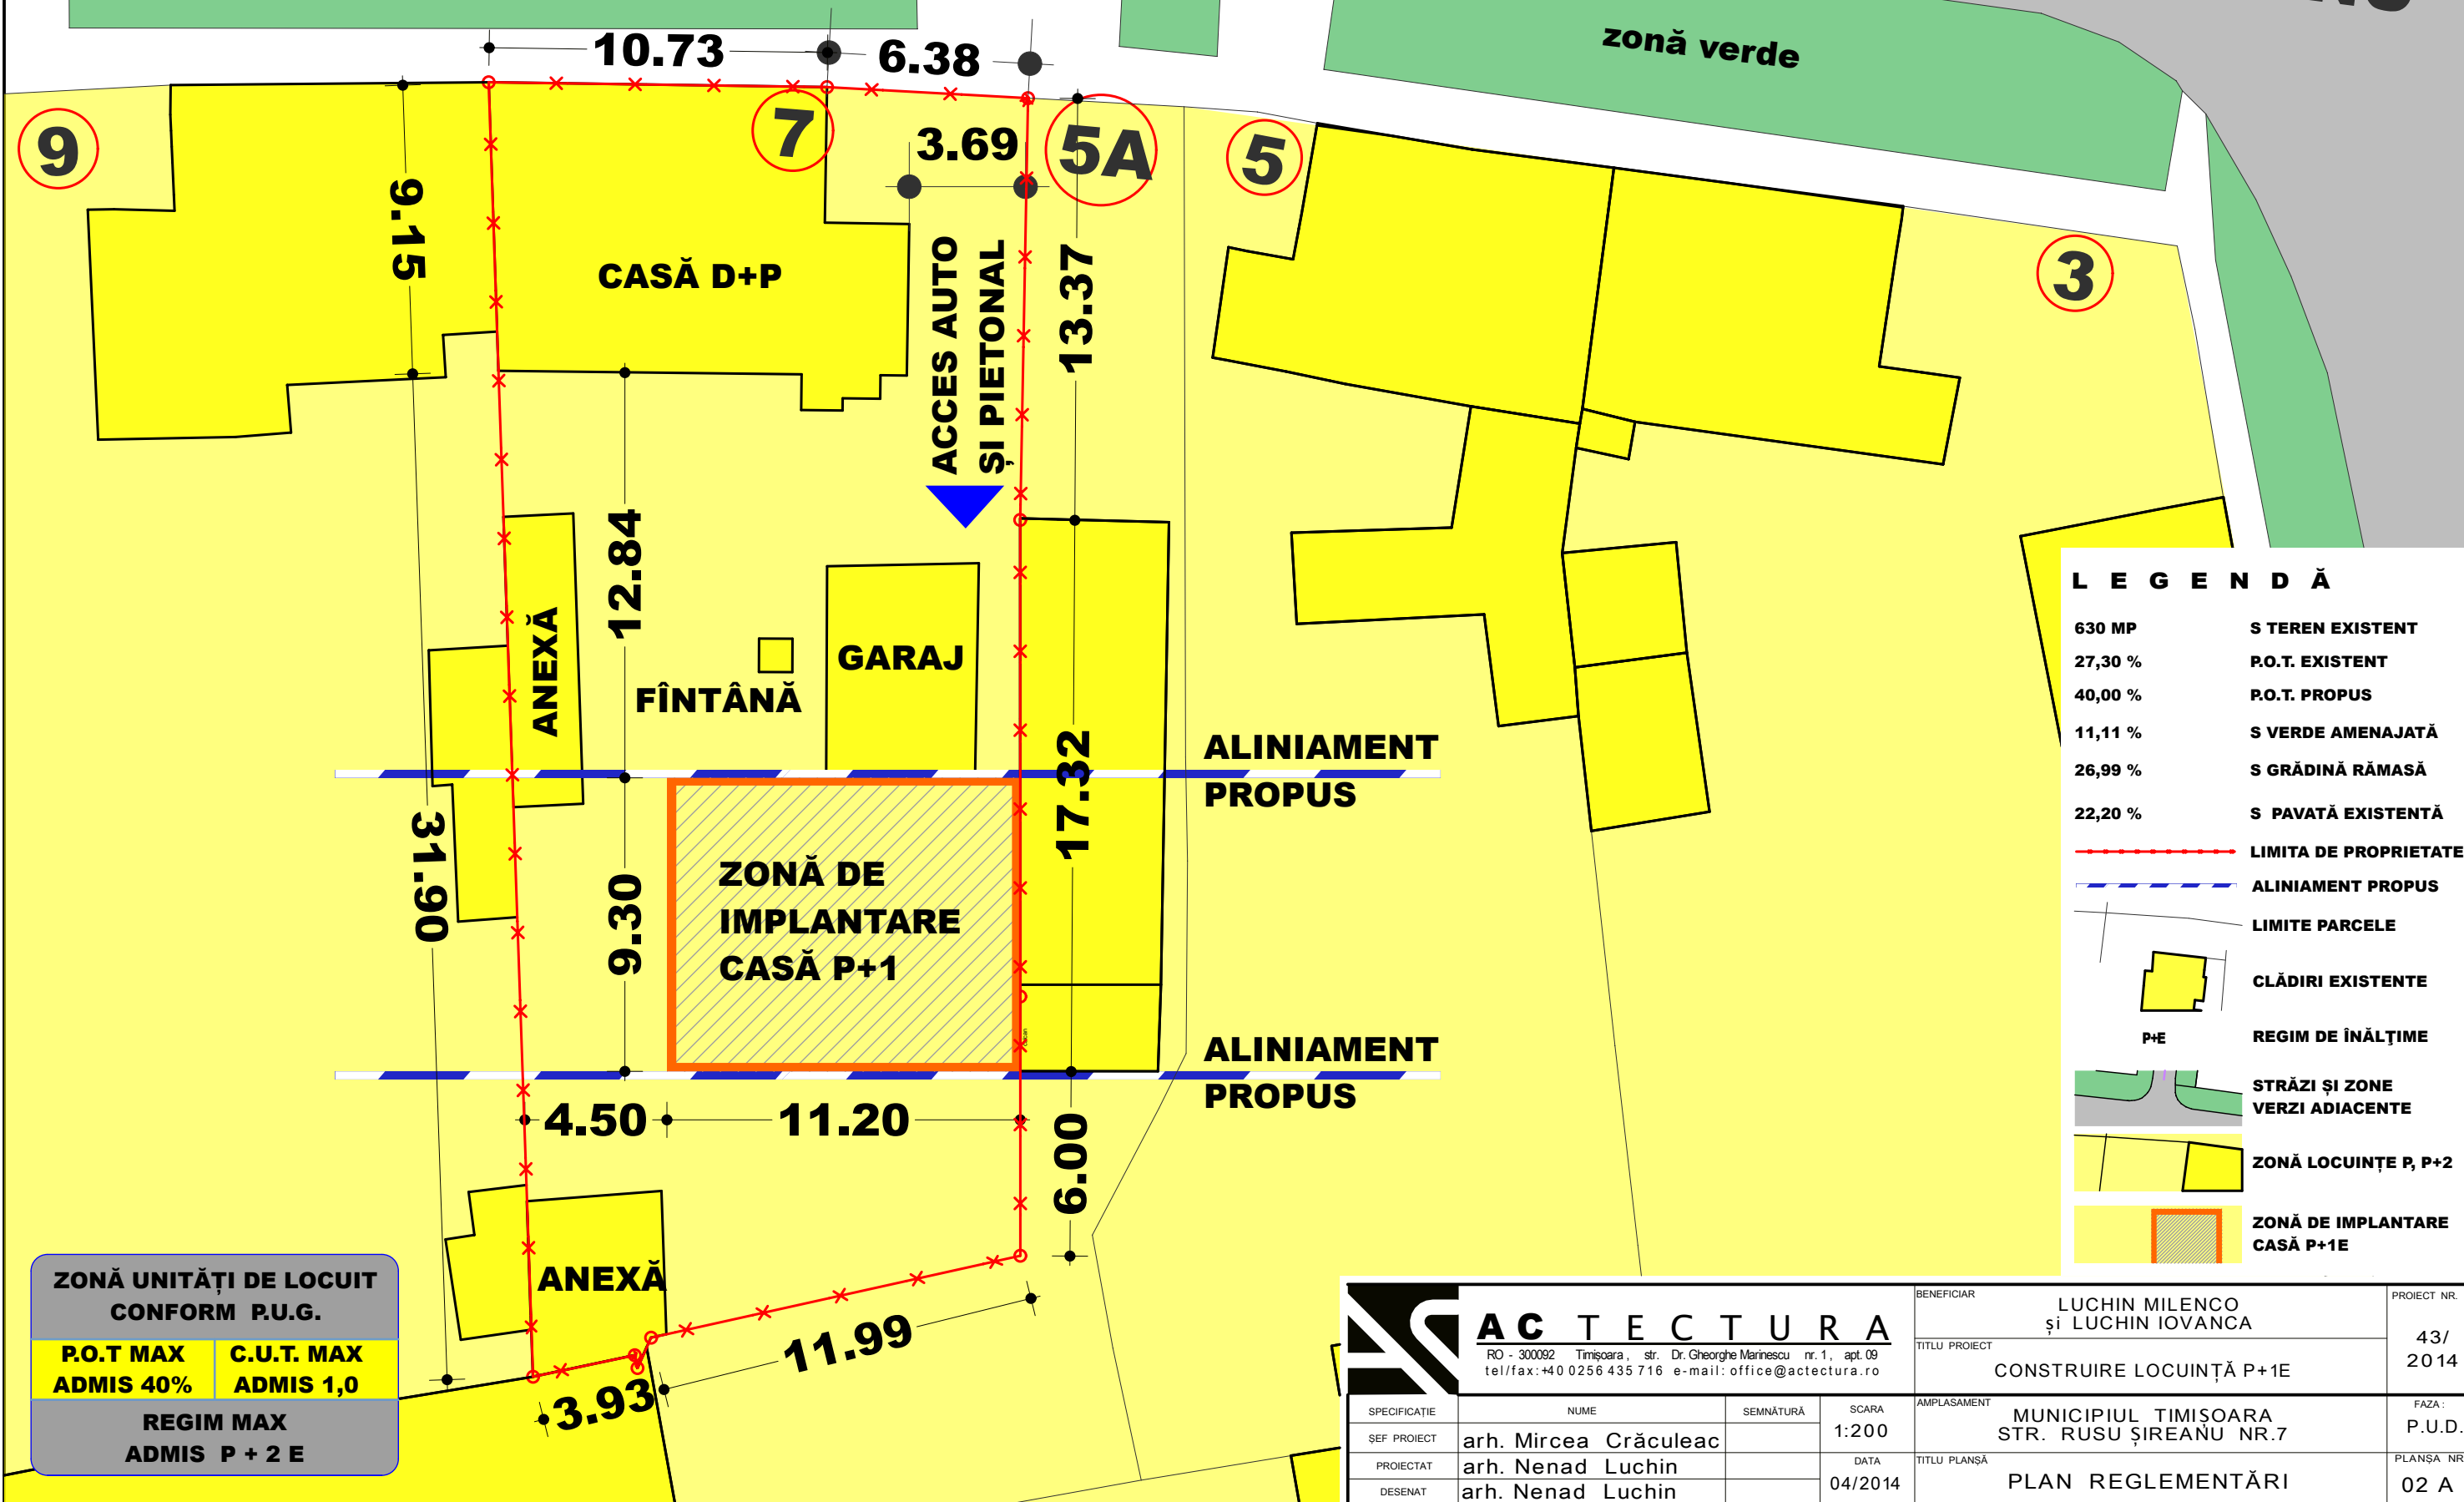 zonă verde
10.73
6.38
9
7
3.69
5A
5
3
9.15
CASĂ D+P
ACCES AUTO
ȘI PIETONAL
13.37
12.84
ANEXĂ
FÎNTÂNĂ
GARAJ
17.32
ALINIAMENT
PROPUS
31.90
9.30
ZONĂ DE
IMPLANTARE
CASĂ P+1
ALINIAMENT
PROPUS
4.50
11.20
6.00
ANEXĂ
11.99
3.93
L E G E N D Ă
630 MP S TEREN EXISTENT
27,30 % P.O.T. EXISTENT
40,00 % P.O.T. PROPUS
11,11 % S VERDE AMENAJATĂ
26,99 % S GRĂDINĂ RĂMASĂ
22,20 % S PAVATĂ EXISTENTĂ
LIMITA DE PROPRIETATE
ALINIAMENT PROPUS
LIMITE PARCELE
CLĂDIRI EXISTENTE
P+E REGIM DE ÎNĂLŢIME
STRĂZI ȘI ZONE
VERZI ADIACENTE
ZONĂ LOCUINȚE P, P+2
ZONĂ DE IMPLANTARE
CASĂ P+1E
ZONĂ UNITĂȚI DE LOCUIT
CONFORM P.U.G.
P.O.T MAX
ADMIS 40%
C.U.T. MAX
ADMIS 1,0
REGIM MAX
ADMIS P + 2 E
AC TECTURA
RO - 300092 Timișoara, str. Dr. Gheorghe Marinescu nr. 1, apt. 09
tel/fax:+40 0256 435 716 e-mail: office@actectura.ro
BENEFICIAR
LUCHIN MILENCO
și LUCHIN IOVANCA
PROIECT NR.
43/
2014
TITLU PROIECT
CONSTRUIRE LOCUINȚĂ P+1E
SPECIFICAȚIE NUME SEMNĂTURĂ SCARA
1:200
ȘEF PROIECT arh. Mircea Crăculeac
PROIECTAT arh. Nenad Luchin
DESENAT arh. Nenad Luchin
DATA
04/2014
AMPLASAMENT
MUNICIPIUL TIMIȘOARA
STR. RUSU ȘIREANU NR.7
FAZA :
P.U.D.
TITLU PLANȘĂ
PLAN REGLEMENTĂRI
PLANȘA NR
02 A